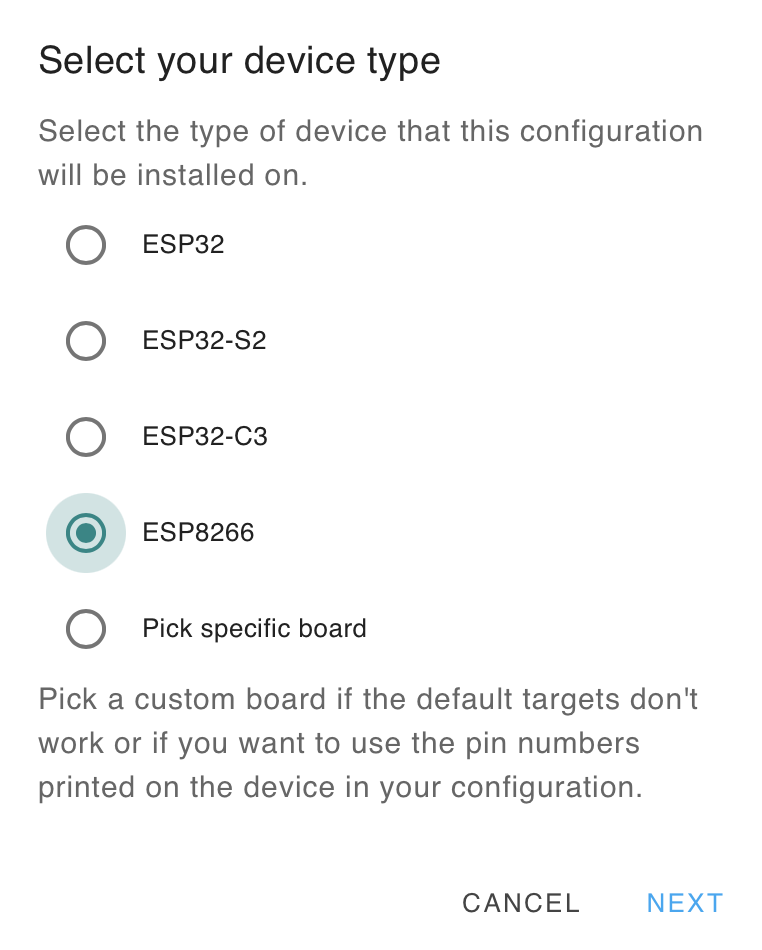 Select your device type
Select the type of device that this configuration
will be installed on.
ESP32
ESP32-S2
ESP32-C3
ESP8266
Pick specific board
Pick a custom board if the default targets don't
work or if you want to use the pin numbers
printed on the device in your configuration.
CANCEL NEXT